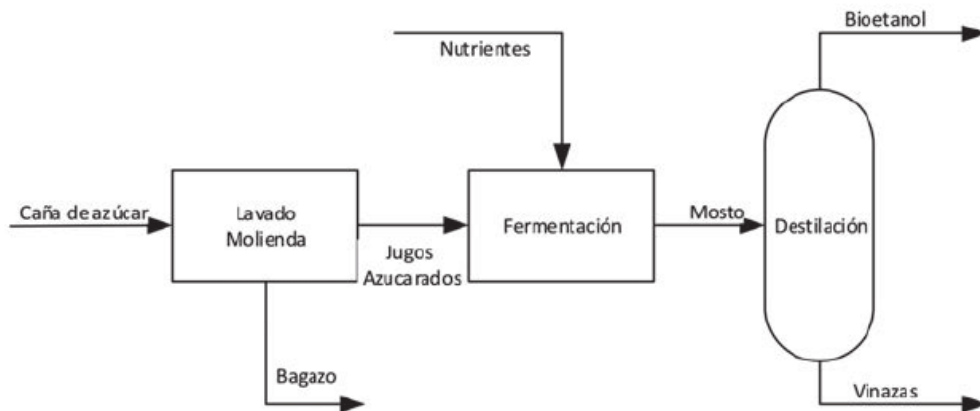 Bioetanol
Nutrientes
Caña de azúcar
Lavado
Molienda
Jugos
Azucarados
Fermentación
Mosto
Destilación
Bagazo
Vinazas